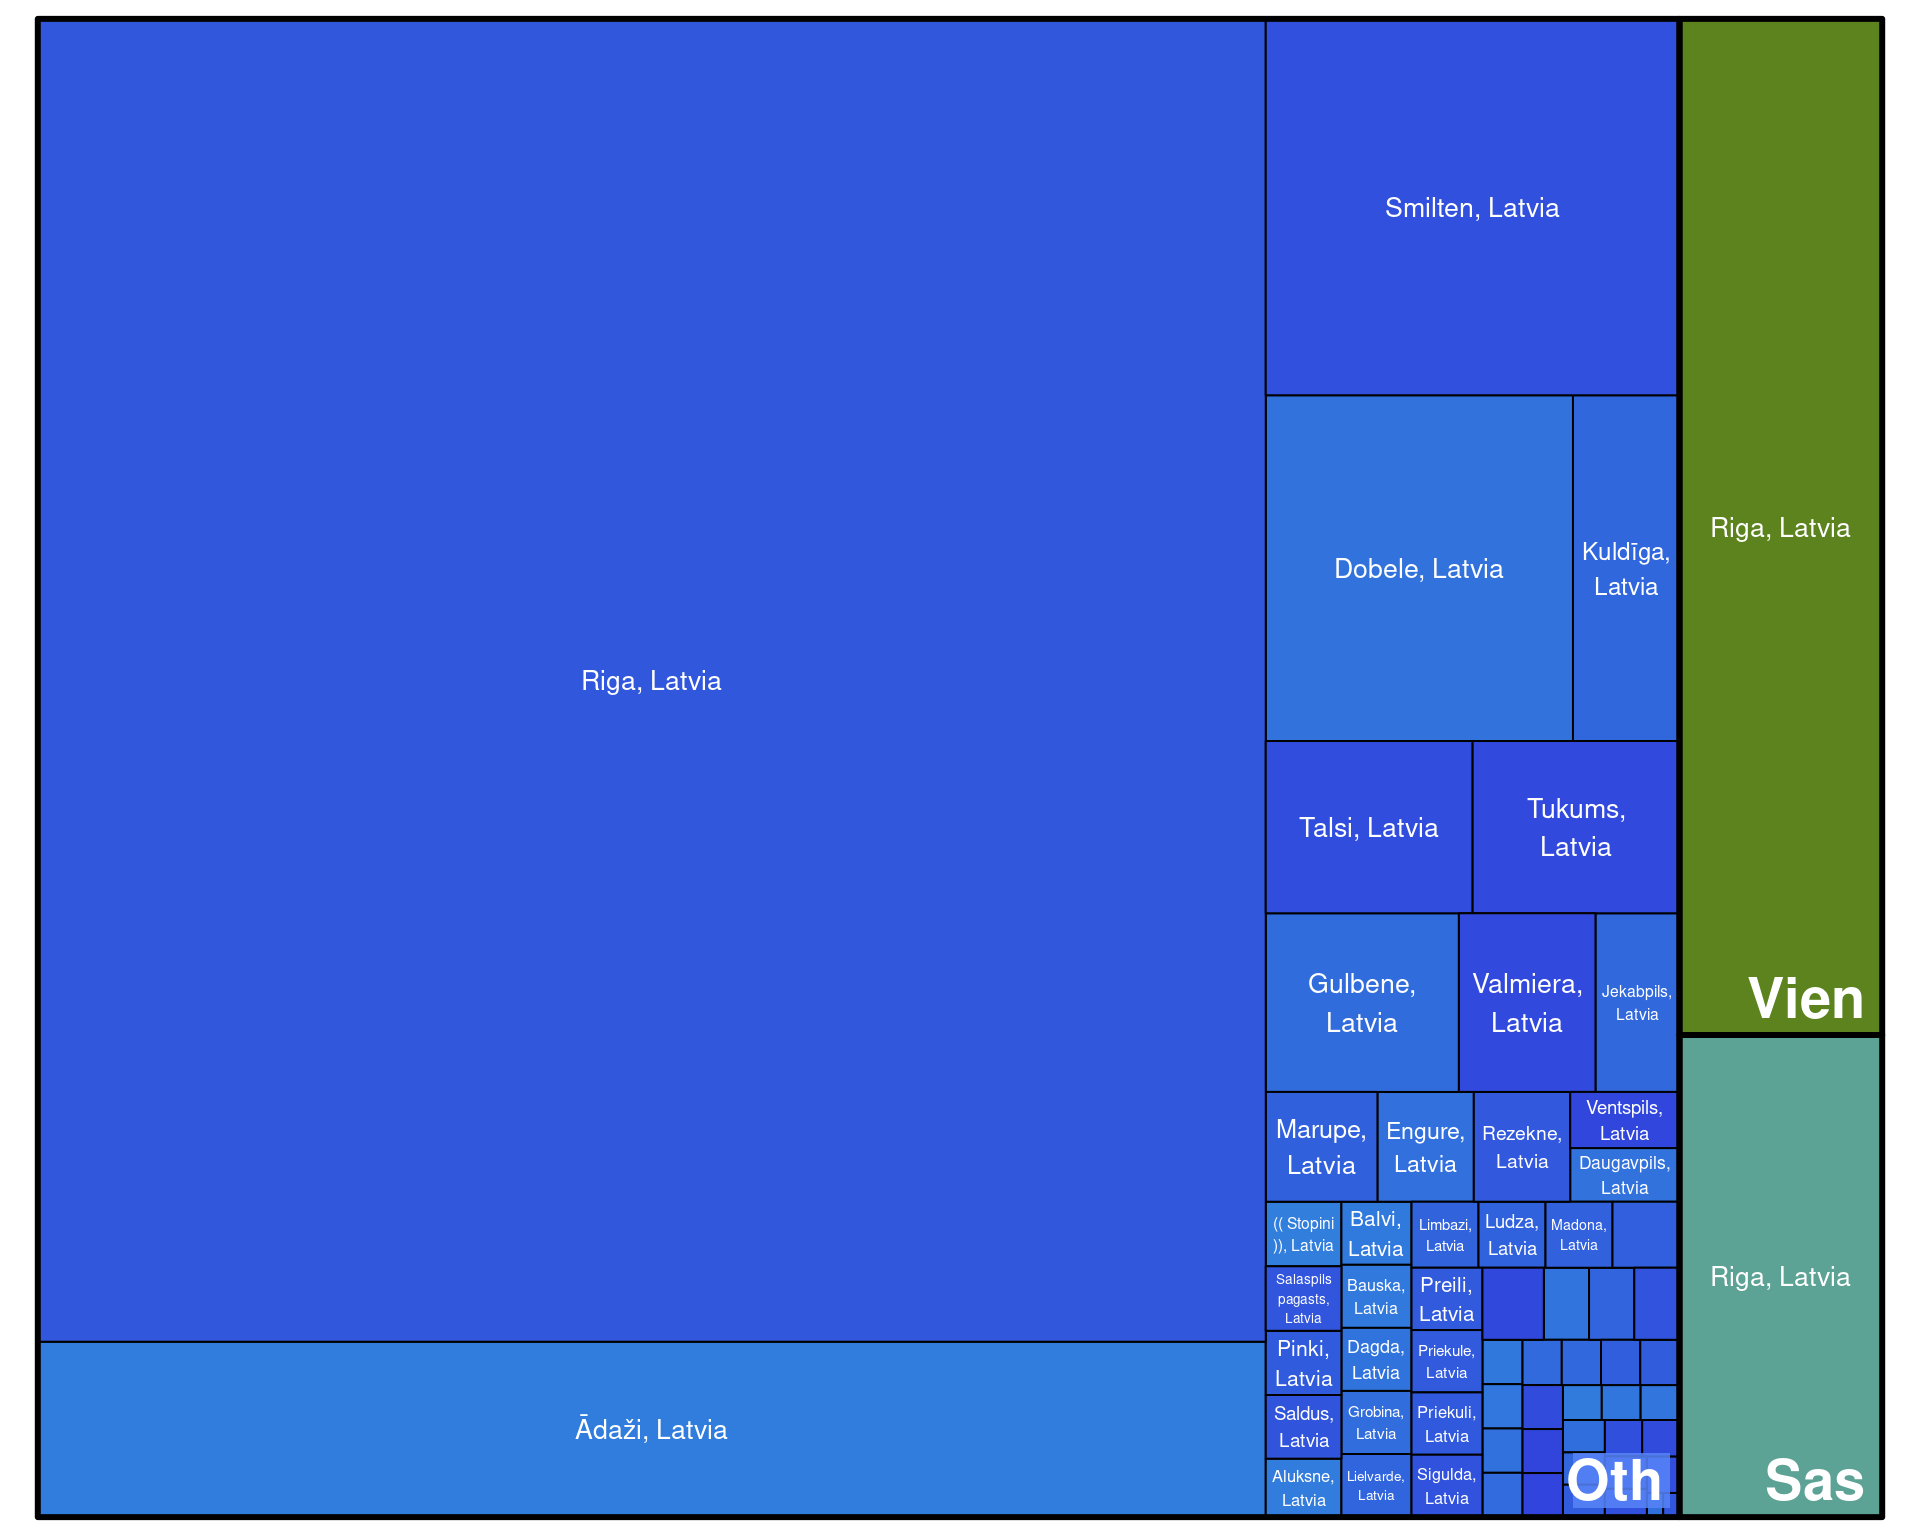 Riga, Latvia
Ādaži, Latvia
Smilten, Latvia
Dobele, Latvia
Kuldīga,
Latvia
Talsi, Latvia
Tukums,
Latvia
Gulbene,
Latvia
Valmiera,
Latvia
Jekabpils,
Latvia
Marupe,
Latvia
Engure,
Latvia
Rezekne,
Latvia
Ventspils,
Latvia
Daugavpils,
Latvia
(( Stopini
)), Latvia
Salaspils
pagasts,
Latvia
Pinki,
Latvia
Saldus,
Latvia
Aluksne,
Latvia
Balvi,
Latvia
Bauska,
Latvia
Dagda,
Latvia
Grobina,
Latvia
Lielvarde,
Latvia
Limbazi,
Latvia
Ludza,
Latvia
Madona,
Latvia
Preili,
Latvia
Priekule,
Latvia
Priekuli,
Latvia
Sigulda,
Latvia
Oth
Riga, Latvia
Vien
Riga, Latvia
Sas